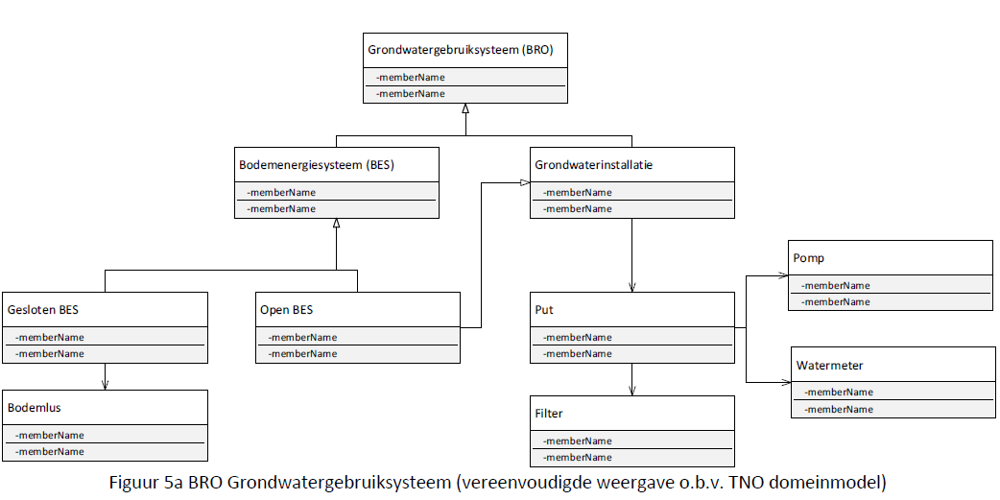 Grondwatergebruiksysteem (BRO)
-memberName
-memberName
Bodemenergiesysteem (BES)
-memberName
-memberName
Grondwaterinstallatie
-memberName
-memberName
Gesloten BES
-memberName
-memberName
Open BES
-memberName
-memberName
Put
-memberName
-memberName
Pomp
-memberName
-memberName
Watermeter
-memberName
-memberName
Bodemlus
-memberName
-memberName
Filter
-memberName
-memberName
Figuur 5a BRO Grondwatergebruiksysteem (vereenvoudigde weergave o.b.v. TNO domeinmodel)